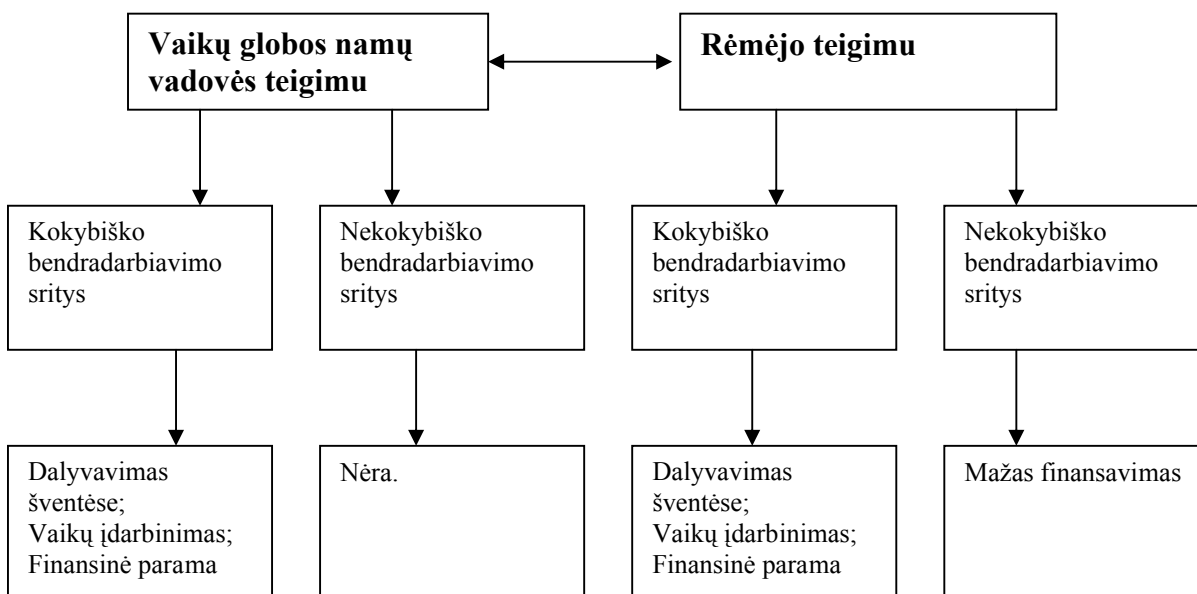 Vaikų globos namų
vadovės teigimu
Rėmėjo teigimu
Kokybiško
bendradarbiavimo
sritys
Nekokybiško
bendradarbiavimo
sritys
Kokybiško
bendradarbiavimo
sritys
Nekokybiško
bendradarbiavimo
sritys
Dalyvavimas
šventėse;
Vaikų įdarbinimas;
Finansinė parama
Nėra.
Dalyvavimas
šventėse;
Vaikų įdarbinimas;
Finansinė parama
Mažas finansavimas